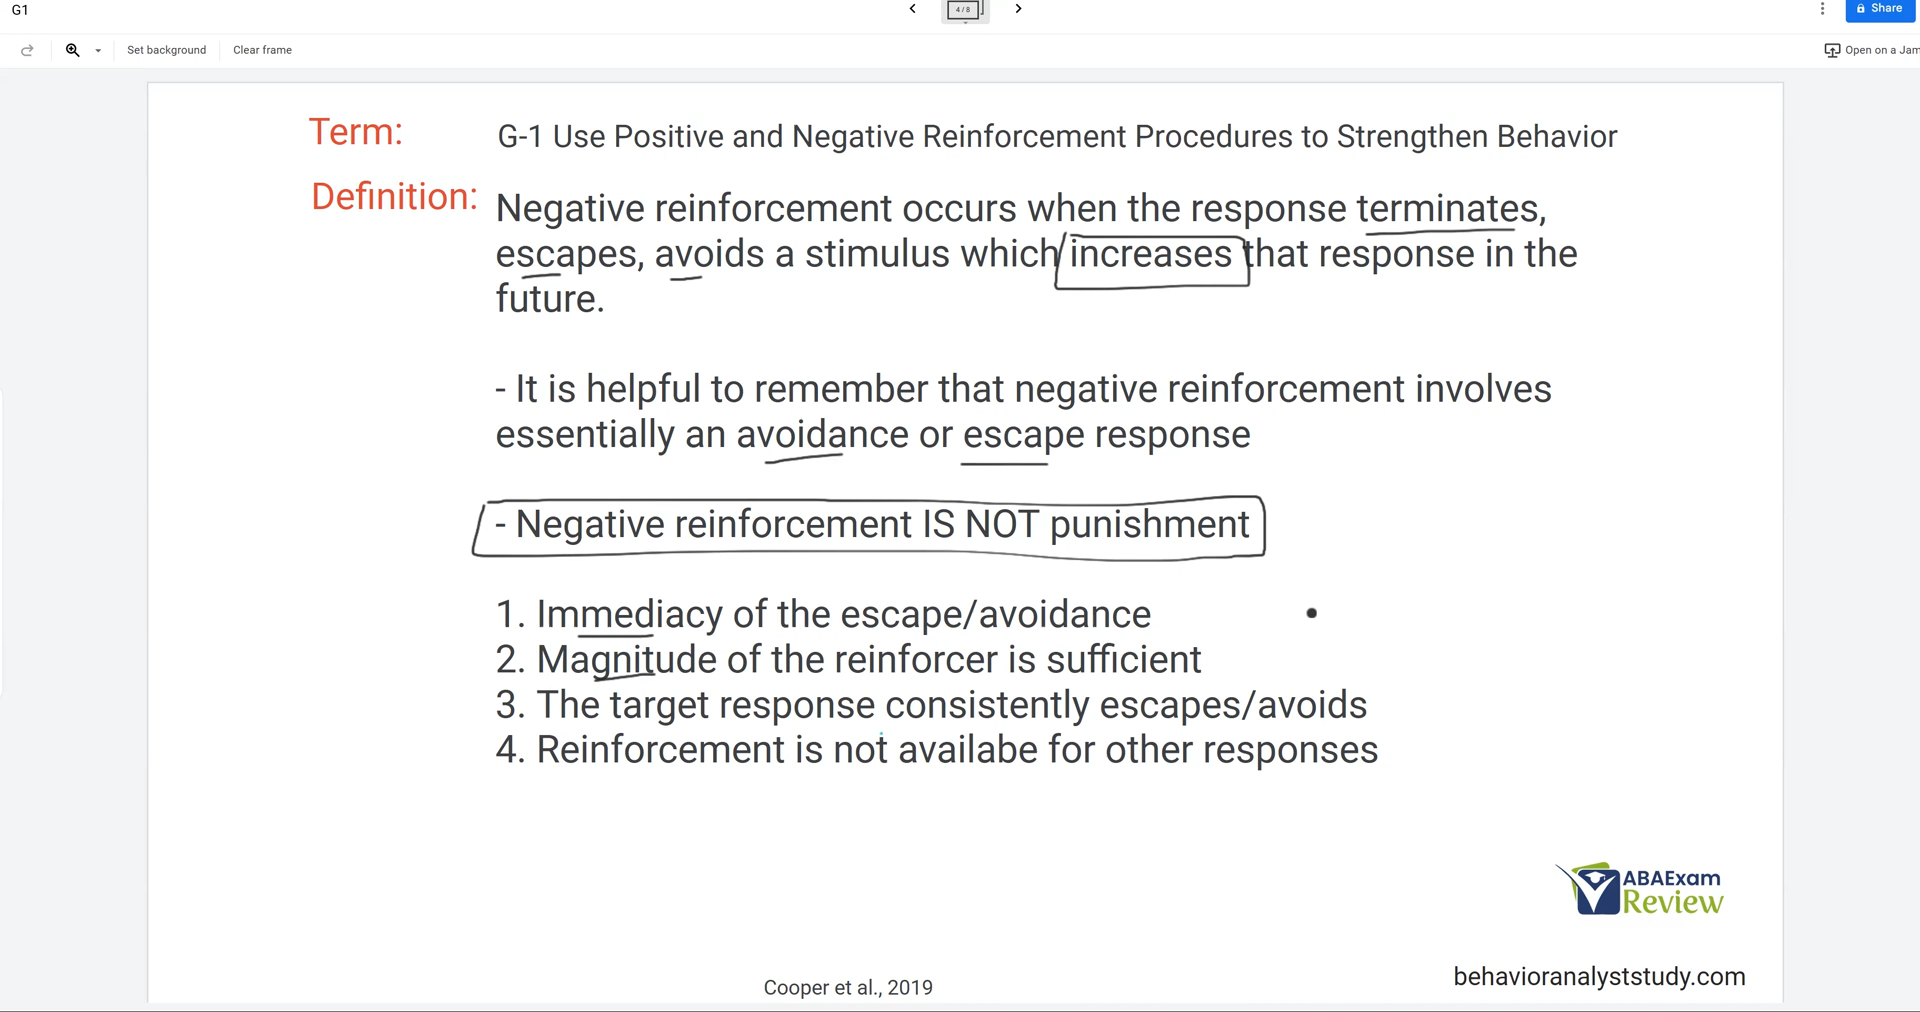 G1
4 / 8
Share
Set background
Clear frame
Open on a Jam
Term:
G-1 Use Positive and Negative Reinforcement Procedures to Strengthen Behavior
Definition:
Negative reinforcement occurs when the response terminates,
escapes, avoids a stimulus which increases that response in the
future.
- It is helpful to remember that negative reinforcement involves
essentially an avoidance or escape response
- Negative reinforcement IS NOT punishment
1. Immediacy of the escape/avoidance
2. Magnitude of the reinforcer is sufficient
3. The target response consistently escapes/avoids
4. Reinforcement is not availabe for other responses
ABAExam
Review
behavioranalyststudy.com
Cooper et al., 2019